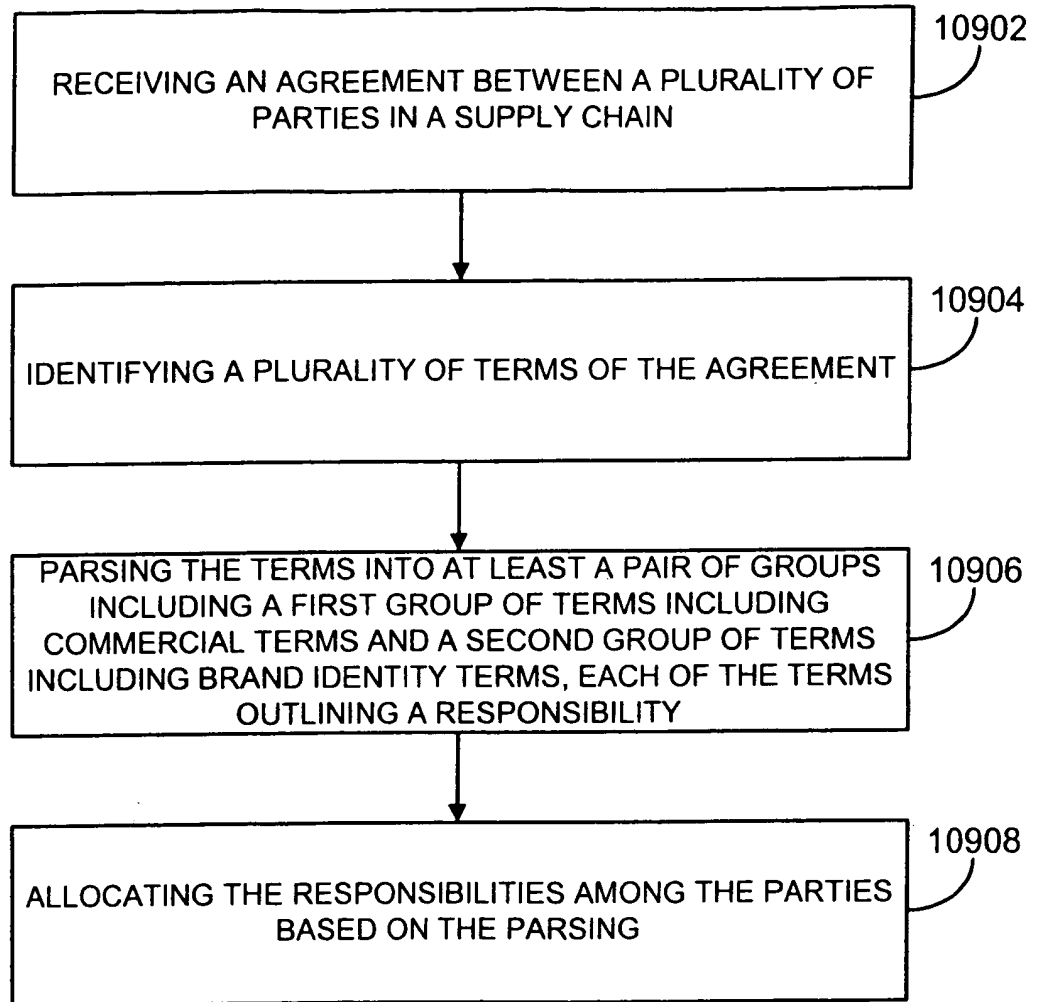 10902
RECEIVING AN AGREEMENT BETWEEN A PLURALITY OF
PARTIES IN A SUPPLY CHAIN
10904
IDENTIFYING A PLURALITY OF TERMS OF THE AGREEMENT
10906
PARSING THE TERMS INTO AT LEAST A PAIR OF GROUPS
INCLUDING A FIRST GROUP OF TERMS INCLUDING
COMMERCIAL TERMS AND A SECOND GROUP OF TERMS
INCLUDING BRAND IDENTITY TERMS, EACH OF THE TERMS
OUTLINING A RESPONSIBILITY
10908
ALLOCATING THE RESPONSIBILITIES AMONG THE PARTIES
BASED ON THE PARSING